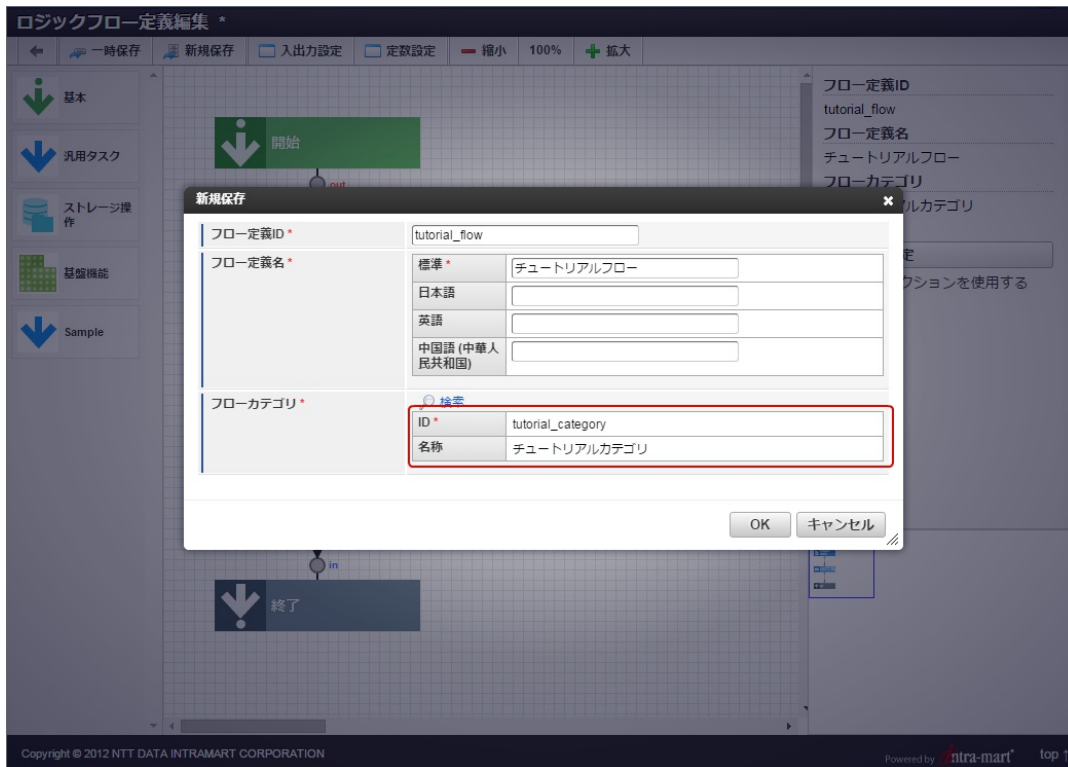 ロジックフロー定義編集 *
一時保存 新規保存 入出力設定 定数設定 縮小 100% 拡大
基本
汎用タスク
ストレージ操
作
基盤機能
Sample
開始
out
フロー定義ID
tutorial_flow
フロー定義名
チュートリアルフロー
フローカテゴリ
ルカテゴリ
定
クションを使用する
新規保存
フロー定義ID *
tutorial_flow
フロー定義名 *
標準 * チュートリアルフロー
日本語
英語
中国語 (中華人
民共和国)
フローカテゴリ *
検索
ID * tutorial_category
名称 チュートリアルカテゴリ
OK キャンセル
in
終了
Copyright © 2012 NTT DATA INTRAMART CORPORATION
Powered by intra-mart top ↑